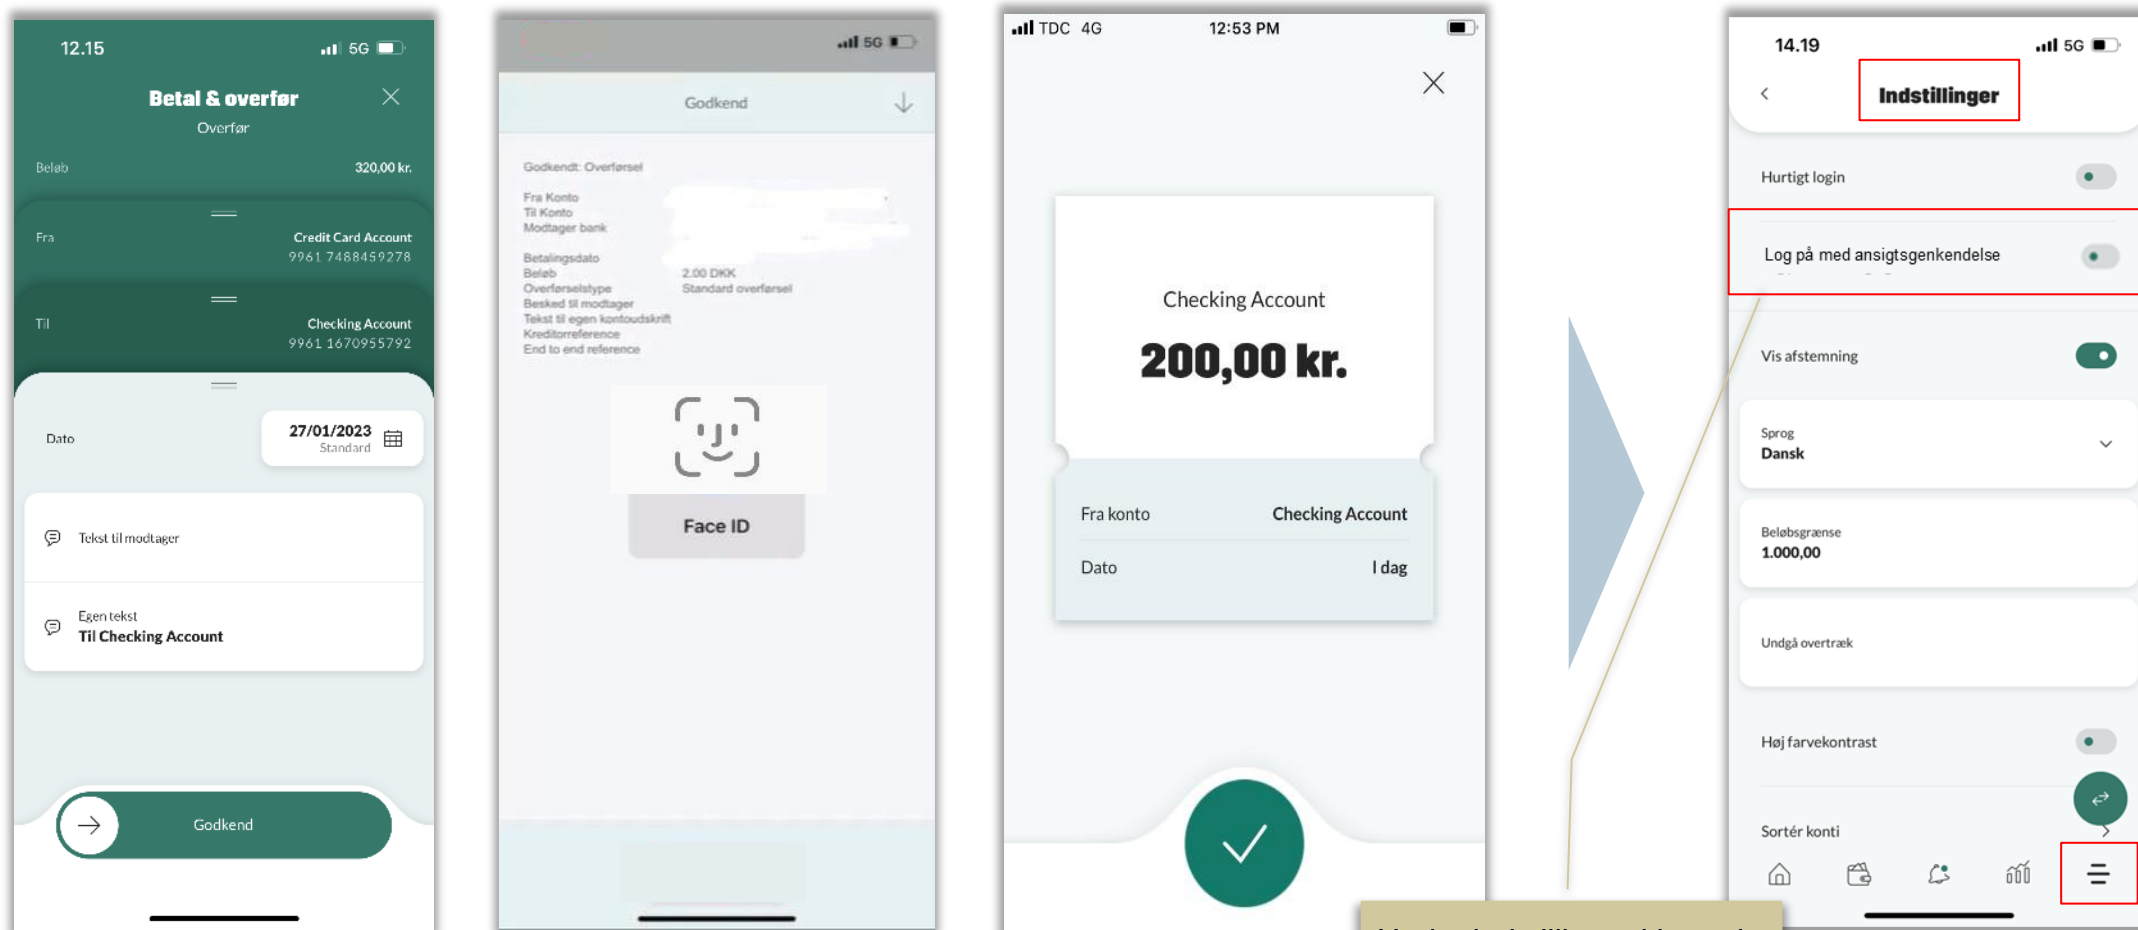 12.15
5G
Betal & overfør
Overfør
Beløb
320,00 kr.
Fra
Credit Card Account
9961 7488459278
Til
Checking Account
9961 1670955792
Dato
27/01/2023
Standard
Tekst til modtager
Egen tekst
Til Checking Account
Godkend
5G
Godkend
Godkendt: Overførsel
Fra Konto
Til Konto
Modtager bank
Betalingsdato
Beløb 2.00 DKK
Overførselstype Standard overførsel
Besked til modtager
Tekst til egen kontoudskrift
Kreditorreference
End to end reference
Face ID
TDC 4G 12:53 PM
Checking Account
200,00 kr.
Fra konto Checking Account
Dato I dag
14.19
5G
Indstillinger
Hurtigt login
Log på med ansigtsgenkendelse
Vis afstemning
Sprog
Dansk
Beløbsgrænse
1.000,00
Undgå overtræk
Høj farvekontrast
Sortér konti